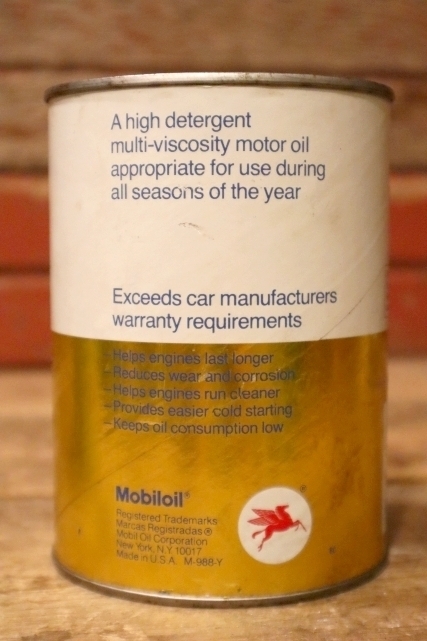 A high detergent
multi-viscosity motor oil
appropriate for use during
all seasons of the year
Exceeds car manufacturers
warranty requirements
– Helps engines last longer
– Reduces wear and corrosion
– Helps engines run cleaner
– Provides easier cold starting
– Keeps oil consumption low
Mobiloil®
Registered Trademarks
Marcas Registradas ®
Mobil Oil Corporation
New York, N.Y. 10017
Made in U.S.A. M-988-Y